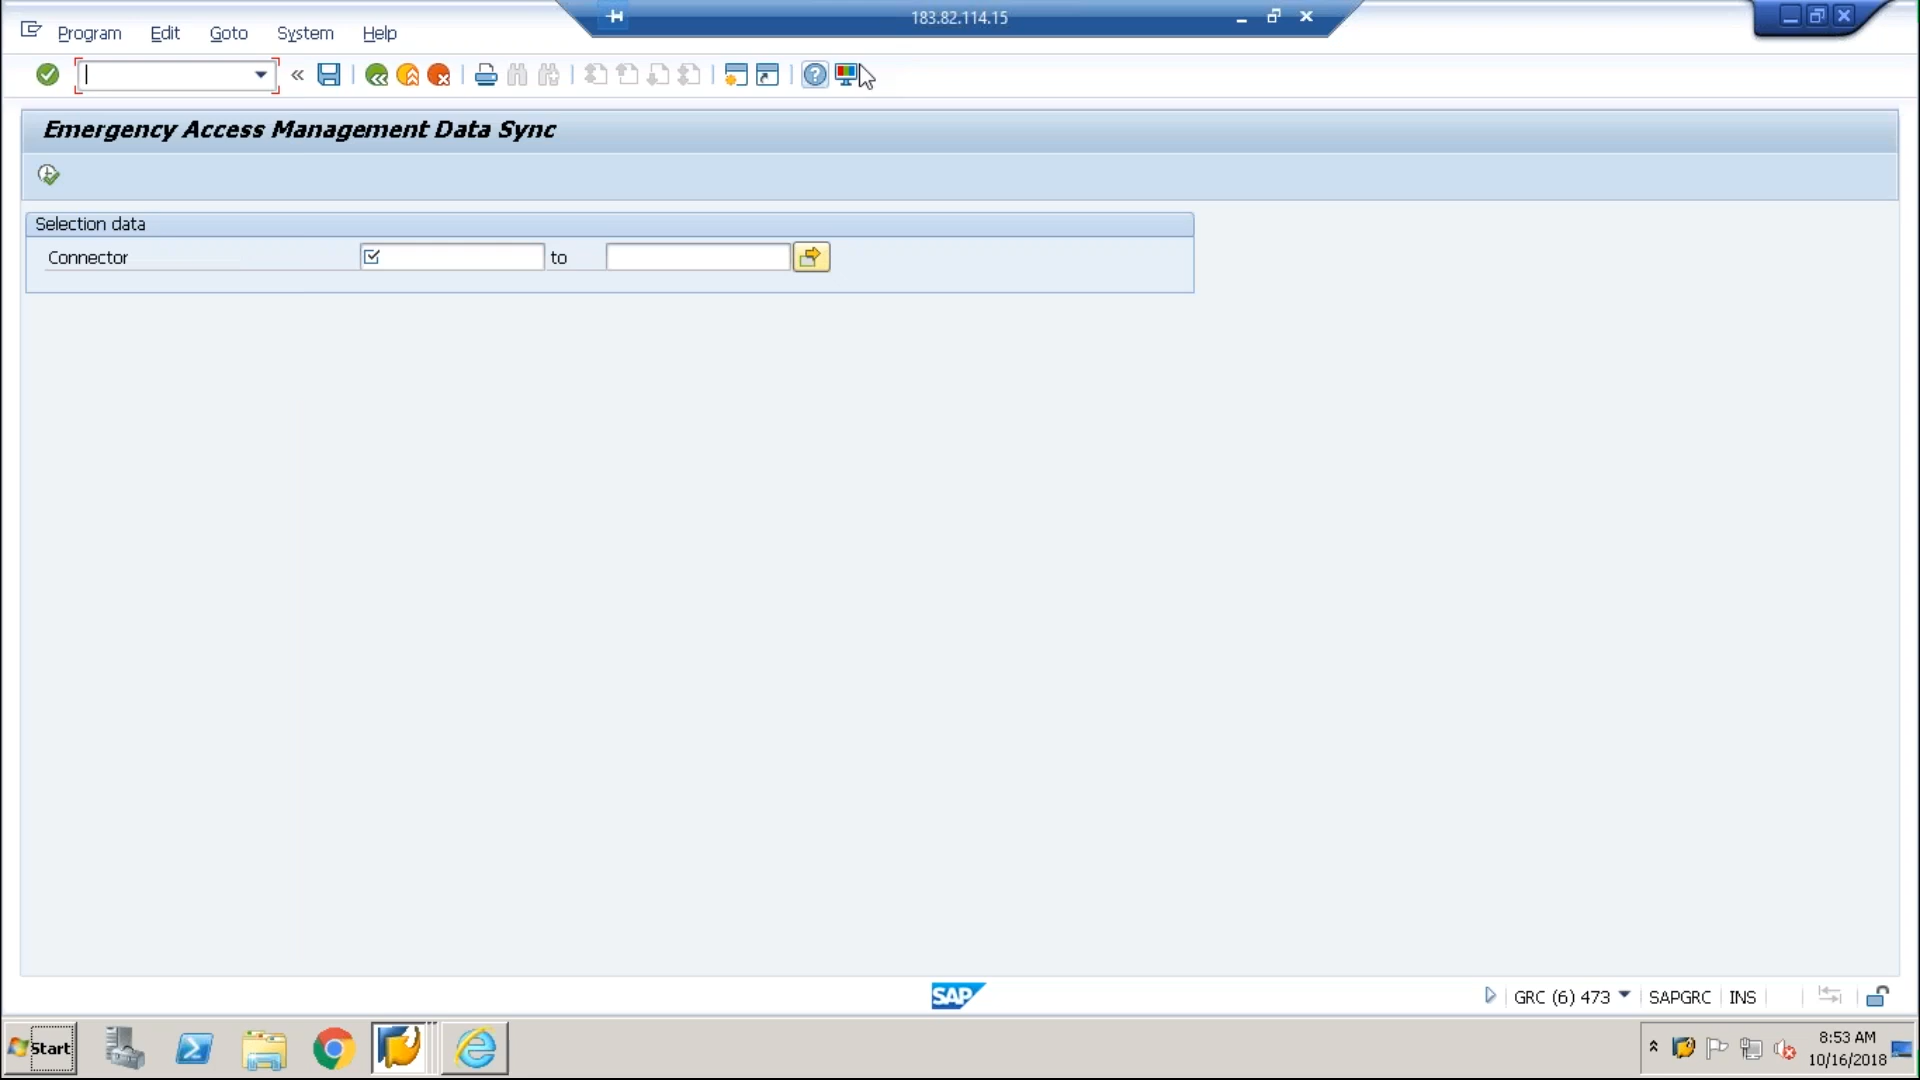 183.82.114.15
Program Edit Goto System Help
Emergency Access Management Data Sync
Selection data
Connector to
SAP
GRC (6) 473 SAPGRC INS
Start
8:53 AM
10/16/2018